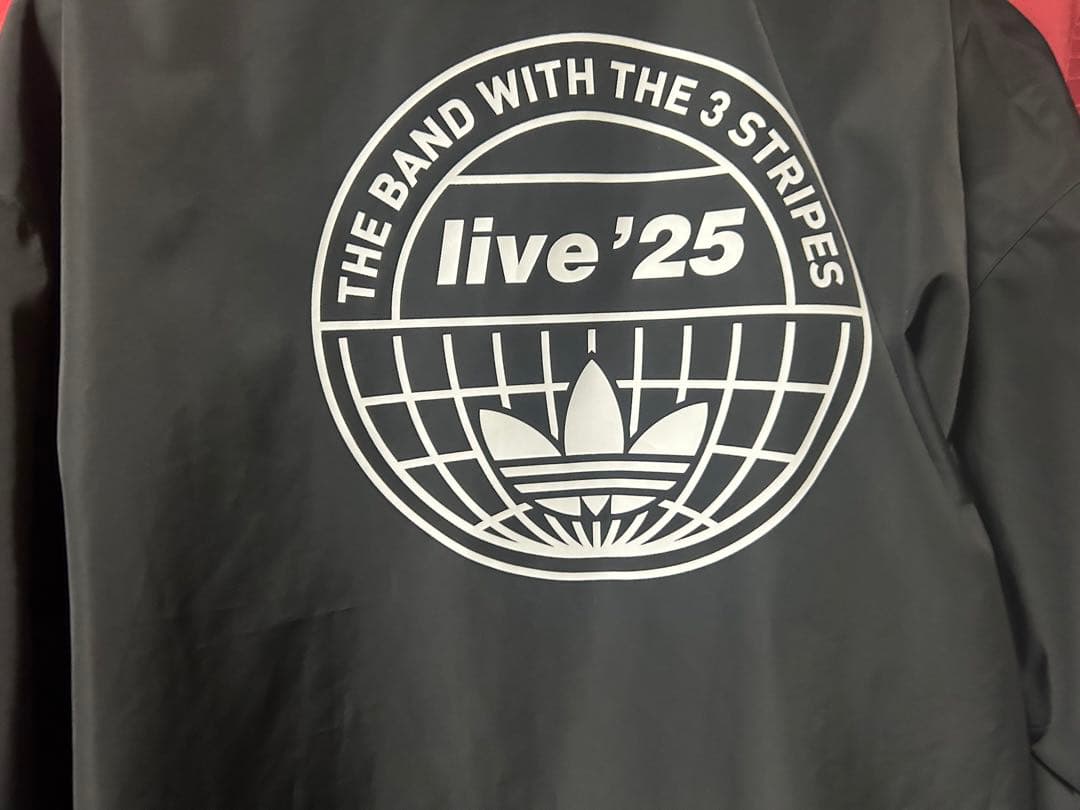 THE BAND WITH THE 3 STRIPES
live '25